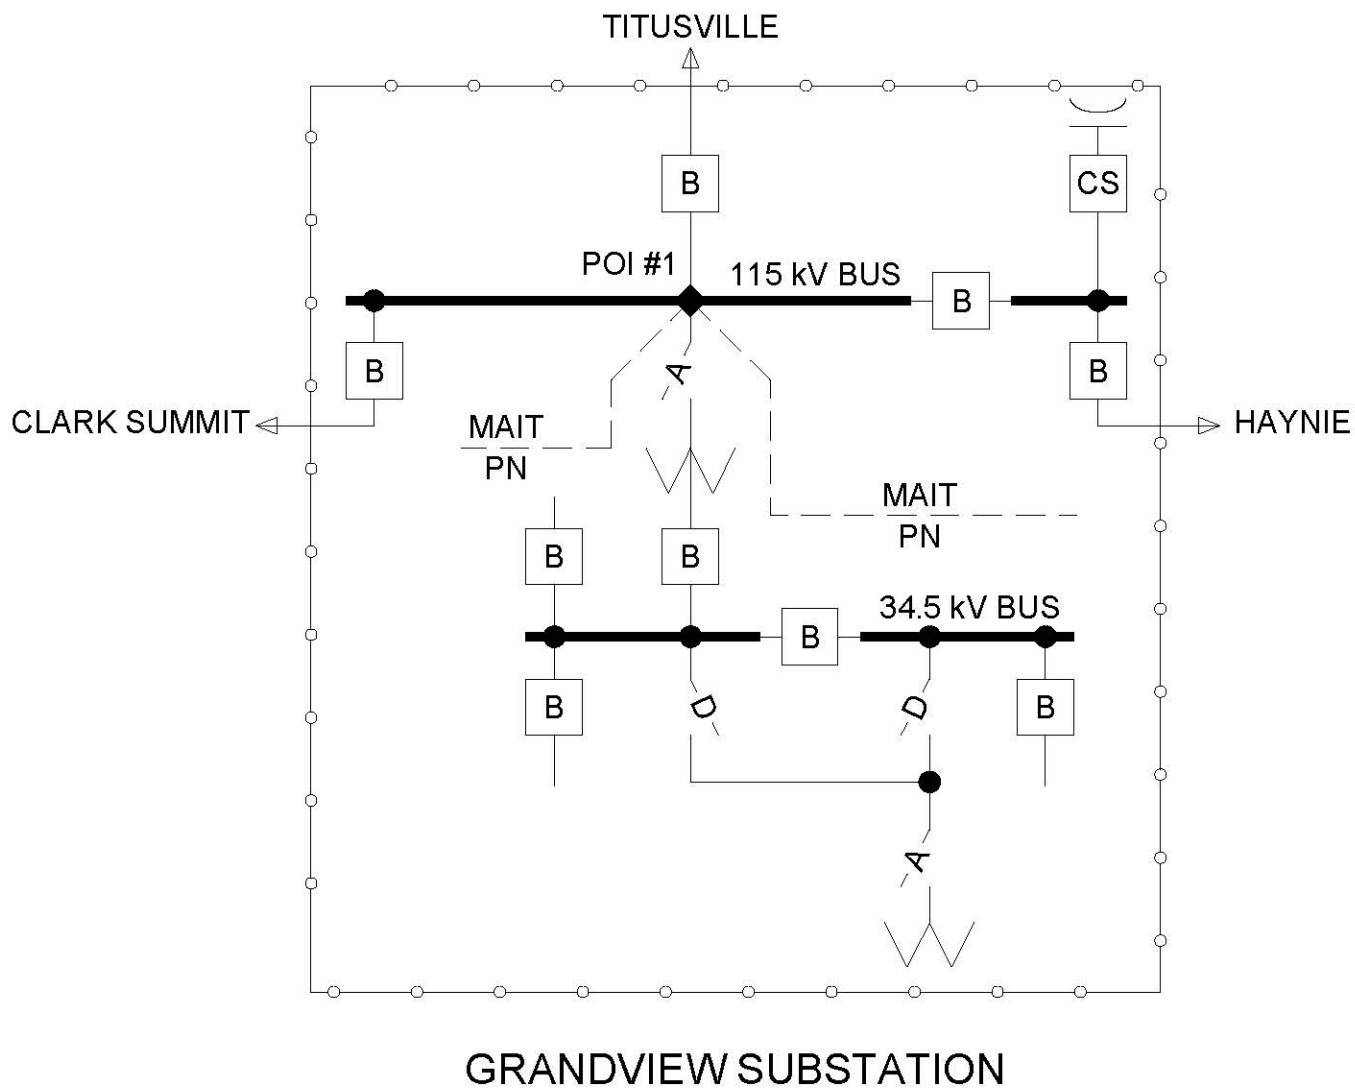 TITUSVILLE
B
CS
POI #1
115 kV BUS
B
B
B
A
CLARK SUMMIT
HAYNIE
MAIT
PN
MAIT
PN
B
B
34.5 kV BUS
B
B
D
D
B
A
GRANDVIEW SUBSTATION